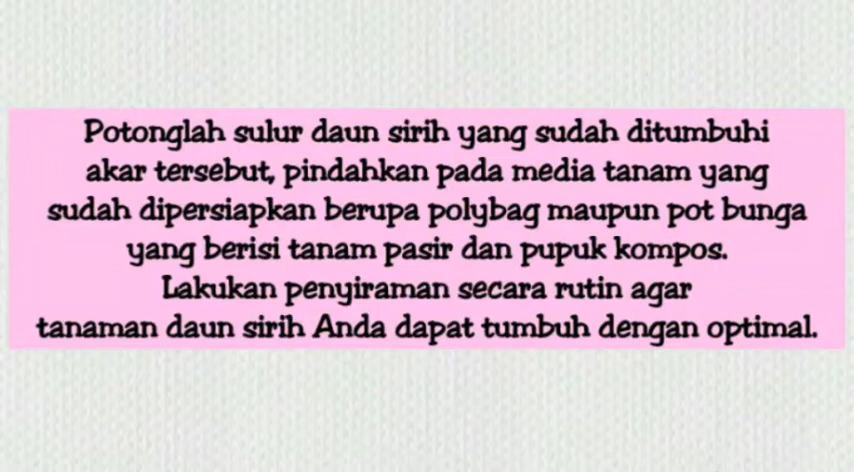 Potonglah sulur daun sirih yang sudah ditumbuhi
akar tersebut, pindahkan pada media tanam yang
sudah dipersiapkan berupa polybag maupun pot bunga
yang berisi tanam pasir dan pupuk kompos.
Lakukan penyiraman secara rutin agar
tanaman daun sirih Anda dapat tumbuh dengan optimal.